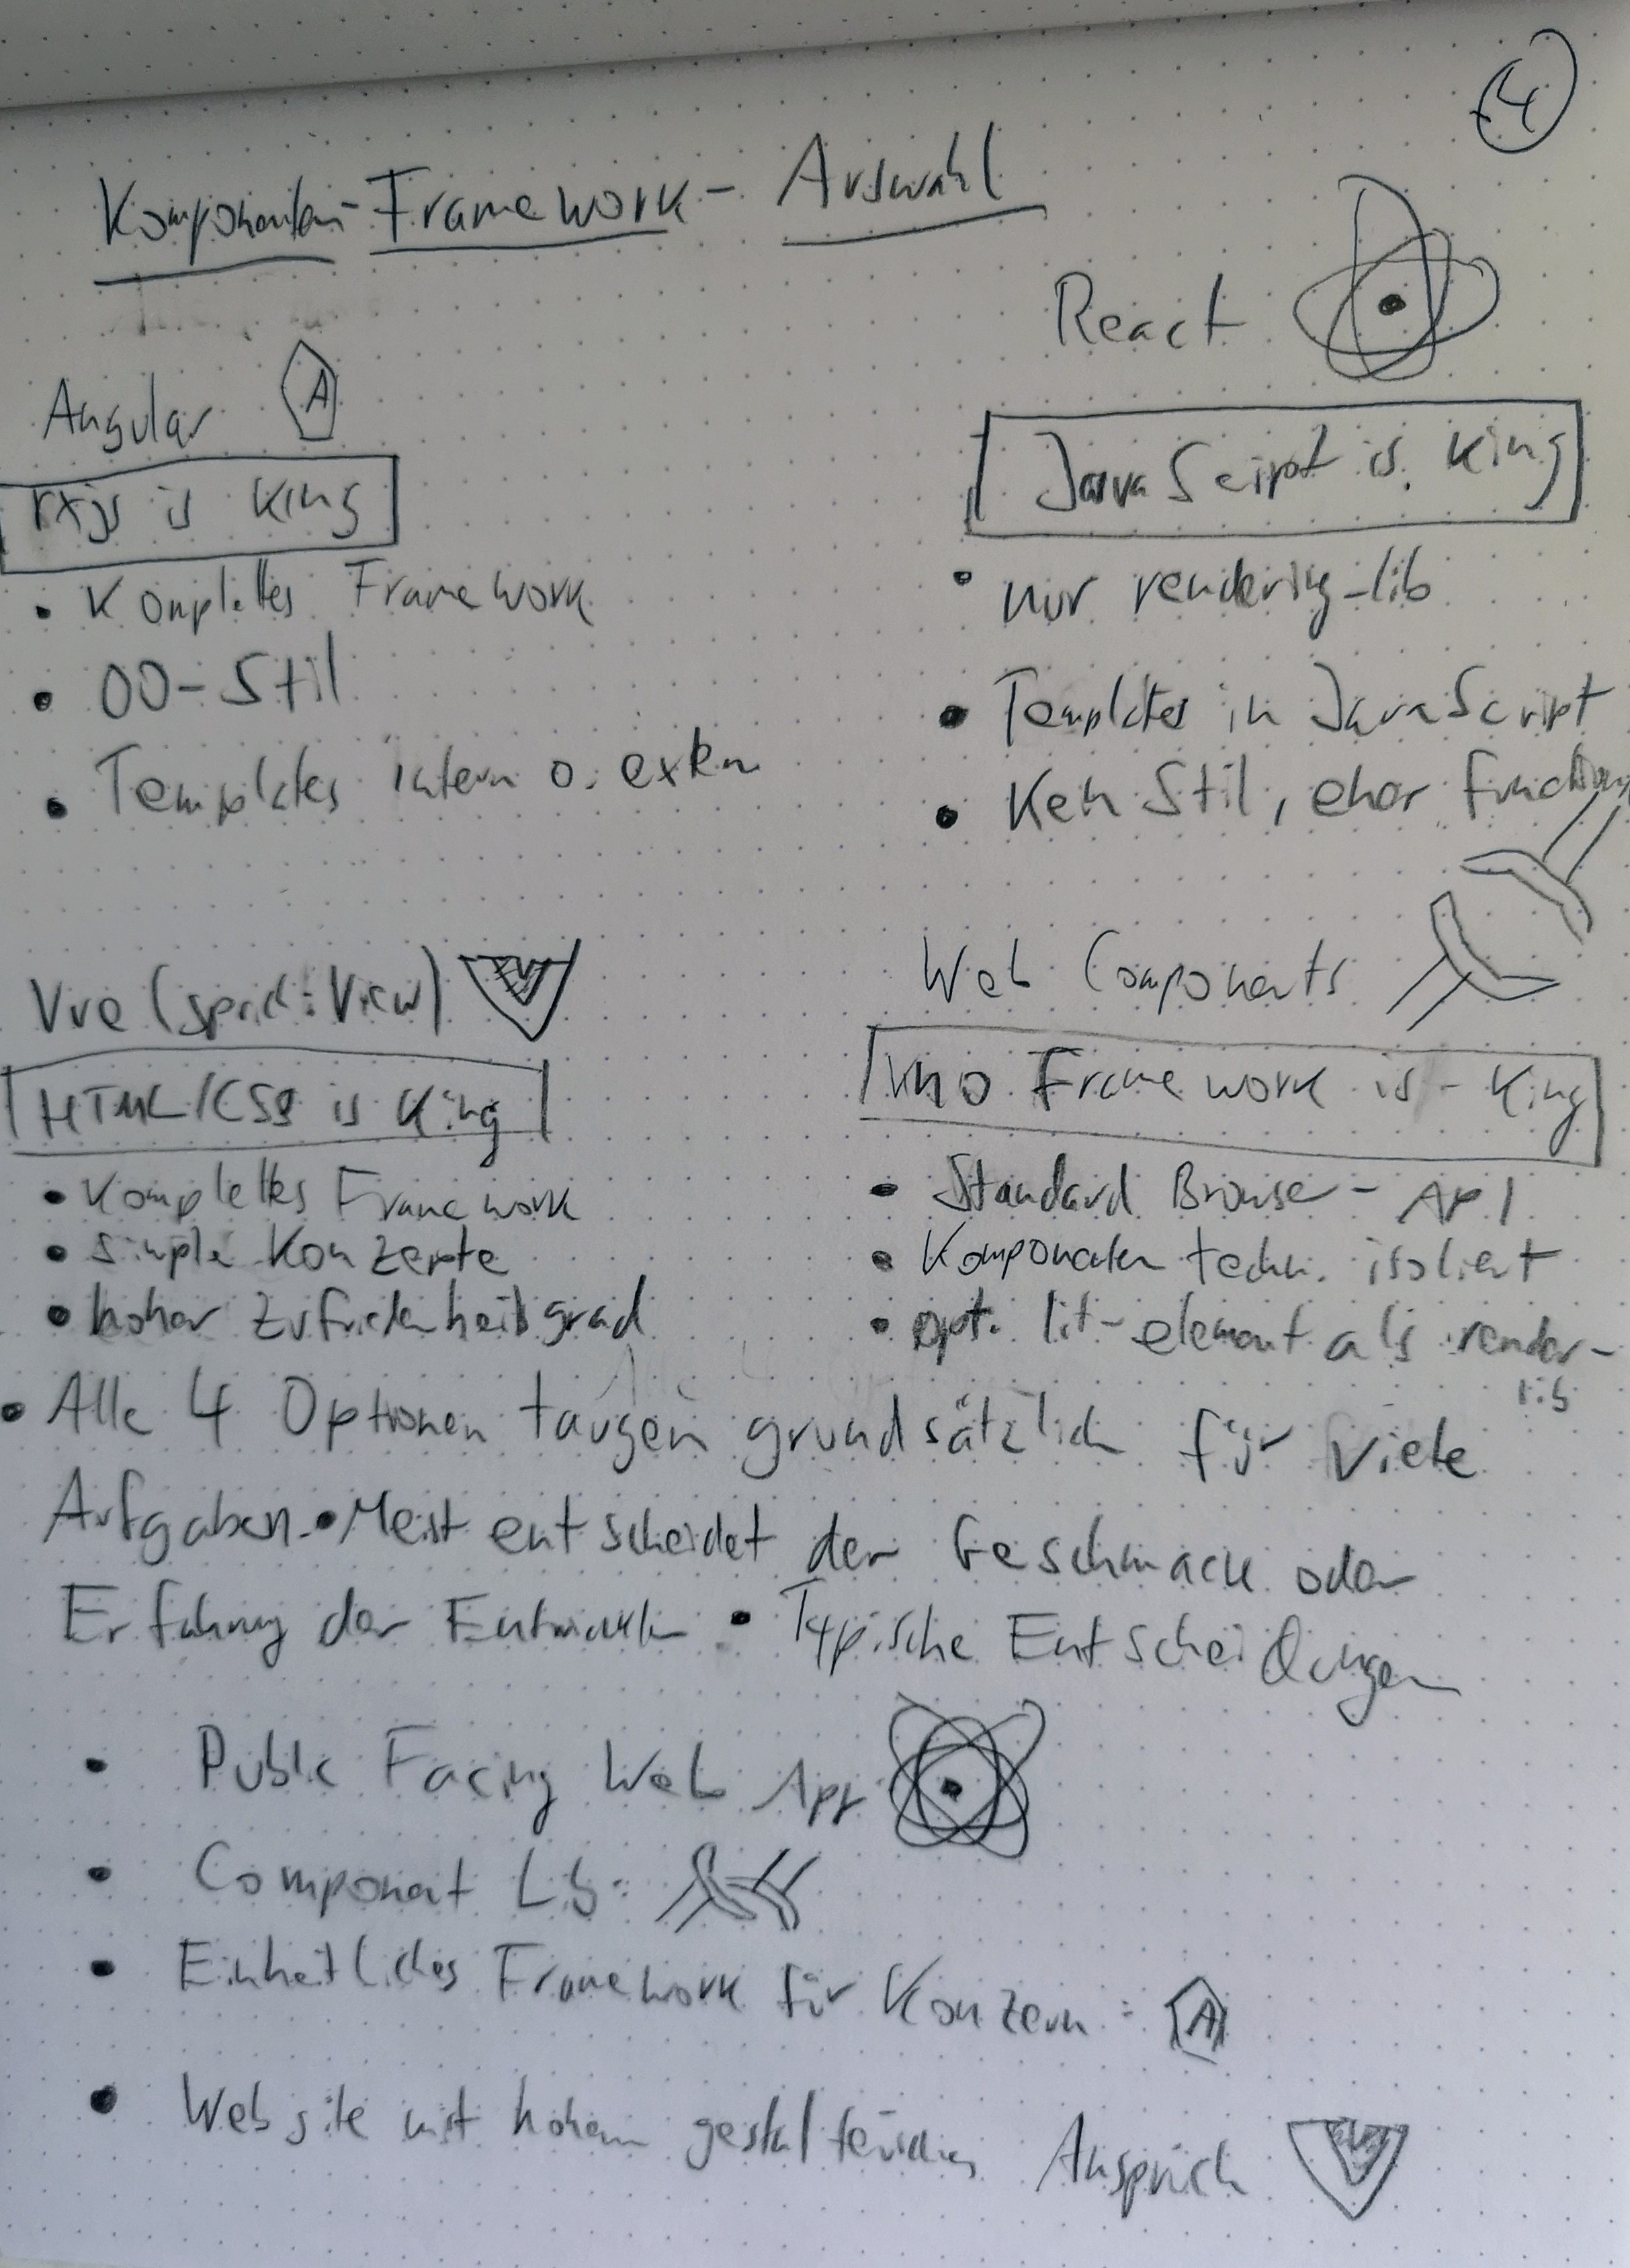 4
Komponenten-Framework-Auswahl
Angular A
rxjs is King
• Komplettes Framework
• OO-Stil
• Templates intern o. extern
React
JavaScript is King
• nur rendering-lib
• Templates in JavaScript
• Kein Stil, eher Functional
Vue (sprich: View)
HTML/CSS is King
• Komplettes Framework
• simple Konzepte
• hoher Zufriedenheitsgrad
Web Components
no Framework is - King
• Standard Browser-API
• Komponenten techn. isoliert
• opt. lit-element als render-
lib
• Alle 4 Optionen taugen grundsätzlich für viele
Aufgaben. • Meist entscheidet der Geschmack oder
Erfahrung der Entwickler • Typische Entscheidungen
• Public Facing Web App
• Component Lib:
• Einheitliches Framework für Konzern: A
• Website mit hohem gestalterischen Anspruch